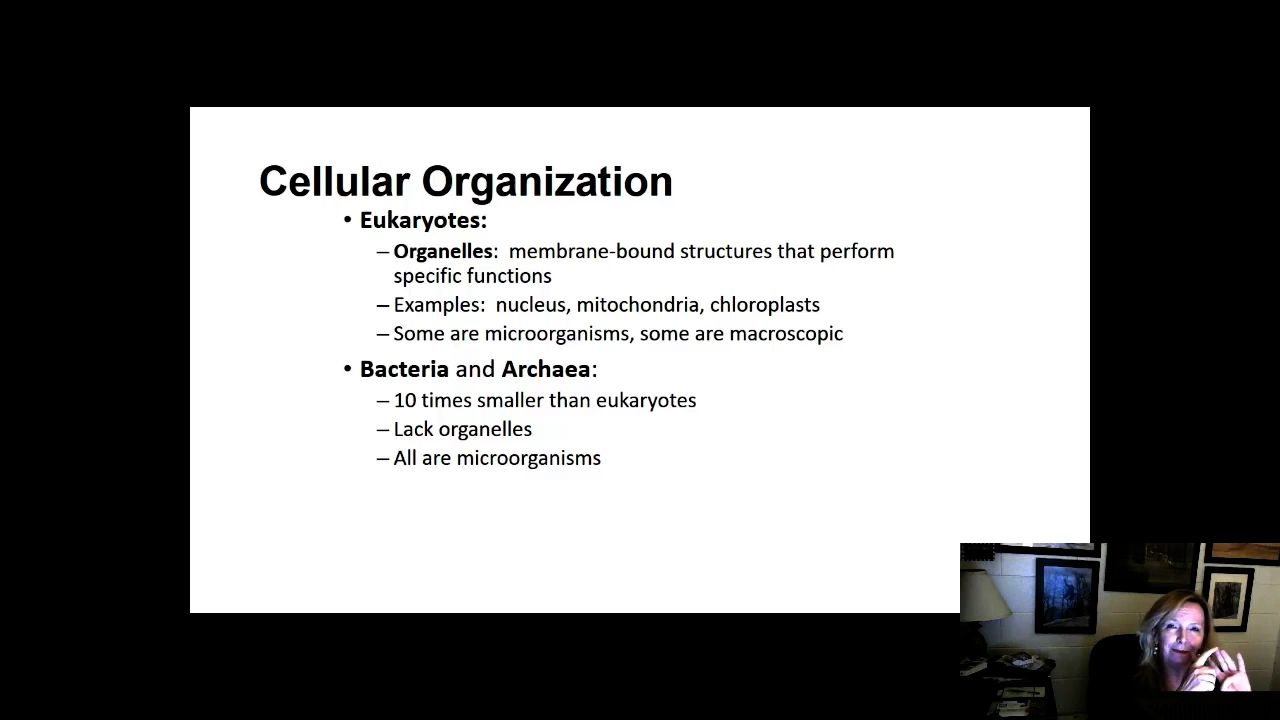 Cellular Organization
• Eukaryotes:
– Organelles:  membrane-bound structures that perform
specific functions
– Examples:  nucleus, mitochondria, chloroplasts
– Some are microorganisms, some are macroscopic
• Bacteria and Archaea:
– 10 times smaller than eukaryotes
– Lack organelles
– All are microorganisms